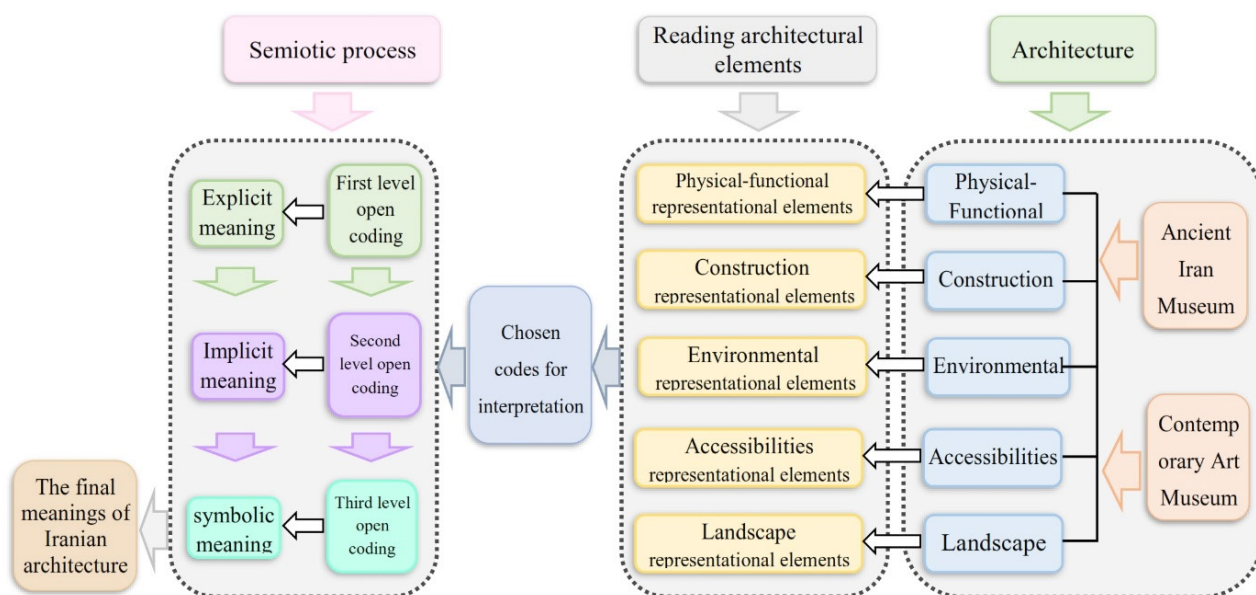 Semiotic process
Reading architectural
elements
Architecture
Explicit
meaning
First level
open
coding
Implicit
meaning
Second
level open
coding
symbolic
meaning
Third level
open
coding
The final
meanings of
Iranian
architecture
Chosen
codes for
interpretation
Physical-functional
representational elements
Construction
representational elements
Environmental
representational elements
Accessibilities
representational elements
Landscape
representational elements
Physical-
Functional
Construction
Environmental
Accessibilities
Landscape
Ancient
Iran
Museum
Contemp
orary Art
Museum